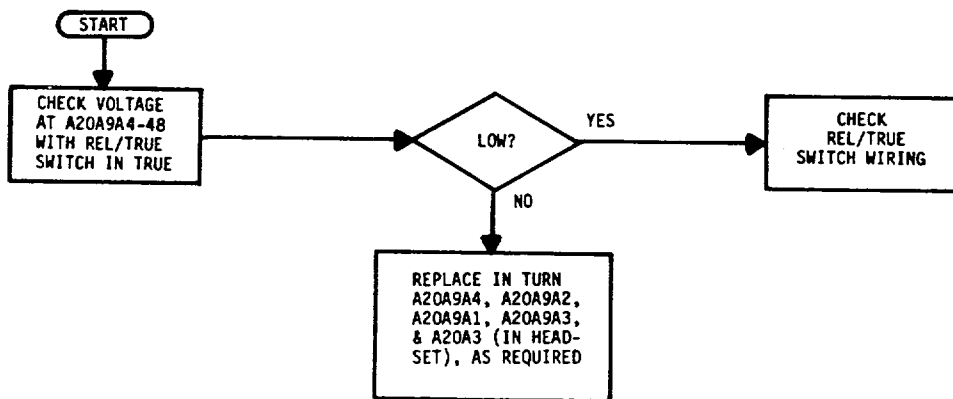 START
CHECK VOLTAGE
AT A20A9A4-48
WITH REL/TRUE
SWITCH IN TRUE
LOW?
YES
CHECK
REL/TRUE
SWITCH WIRING
NO
REPLACE IN TURN
A20A9A4, A20A9A2,
A20A9A1, A20A9A3,
& A20A3 (IN HEAD-
SET), AS REQUIRED